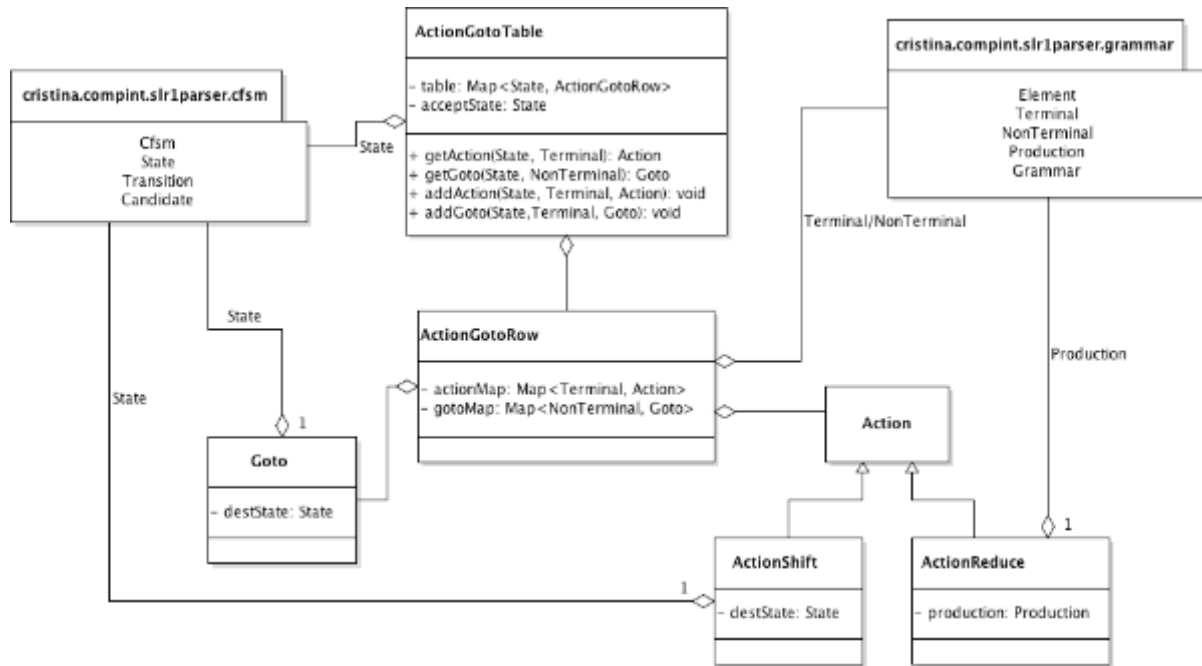 ActionGotoTable
- table: Map<State, ActionGotoRow>
- acceptState: State
+ getAction(State, Terminal): Action
+ getGoto(State, NonTerminal): Goto
+ addAction(State, Terminal, Action): void
+ addGoto(State,Terminal, Goto): void
cristina.compint.slr1parser.cfsm
Cfsm
State
Transition
Candidate
cristina.compint.slr1parser.grammar
Element
Terminal
NonTerminal
Production
Grammar
State
Terminal/NonTerminal
State
State
Production
ActionGotoRow
- actionMap: Map<Terminal, Action>
- gotoMap: Map<NonTerminal, Goto>
Action
1
Goto
- destState: State
1
ActionShift
- destState: State
1
ActionReduce
- production: Production